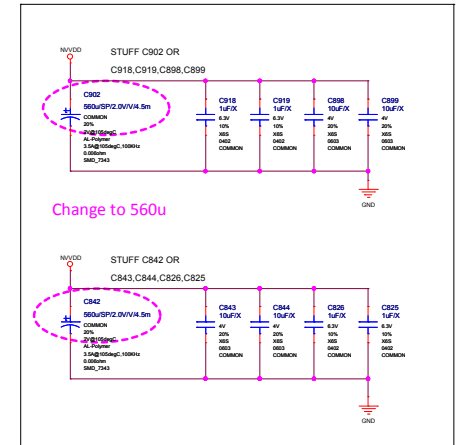 NVVDD
STUFF C902 OR
C918,C919,C898,C899
C902
560u/SP/2.0V/V/4.5m
COMMON
20%
2V@105degC
AL-Polymer
3.5A@105degC,100KHz
0.006ohm
SMD_7343
C918
1uF/X
6.3V
10%
X6S
0402
COMMON
C919
1uF/X
6.3V
10%
X6S
0402
COMMON
C898
10uF/X
4V
20%
X6S
0603
COMMON
C899
10uF/X
4V
20%
X6S
0603
COMMON
GND
Change to 560u
NVVDD
STUFF C842 OR
C843,C844,C826,C825
C842
560u/SP/2.0V/V/4.5m
COMMON
20%
2V@105degC
AL-Polymer
3.5A@105degC,100KHz
0.006ohm
SMD_7343
C843
10uF/X
4V
20%
X6S
0603
COMMON
C844
10uF/X
4V
20%
X6S
0603
COMMON
C826
1uF/X
6.3V
10%
X6S
0402
COMMON
C825
1uF/X
6.3V
10%
X6S
0402
COMMON
GND